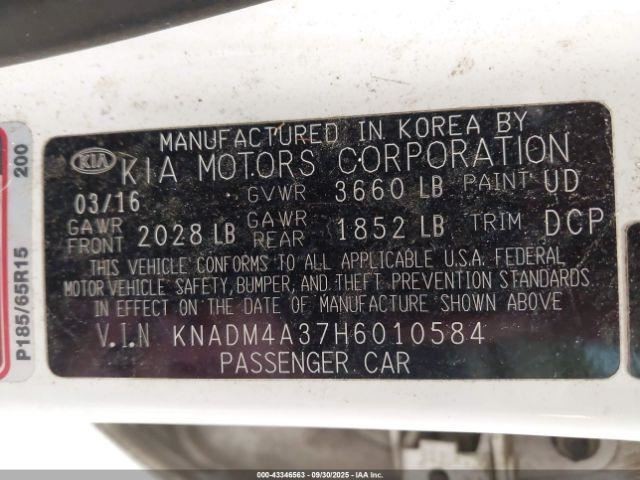 MANUFACTURED IN KOREA BY
KIA KIA MOTORS CORPORATION
03/16 GVWR 3660 LB PAINT UD
GAWR FRONT 2028 LB GAWR REAR 1852 LB TRIM DCP
THIS VEHICLE CONFORMS TO ALL APPLICABLE U.S.A. FEDERAL
MOTOR VEHICLE SAFETY, BUMPER, AND THEFT PREVENTION STANDARDS
IN EFFECT ON THE DATE OF MANUFACTURE SHOWN ABOVE
V.I.N KNADM4A37H6010584
PASSENGER CAR
P185/65R15 200
000-43346563 - 09/30/2025 - IAA Inc.